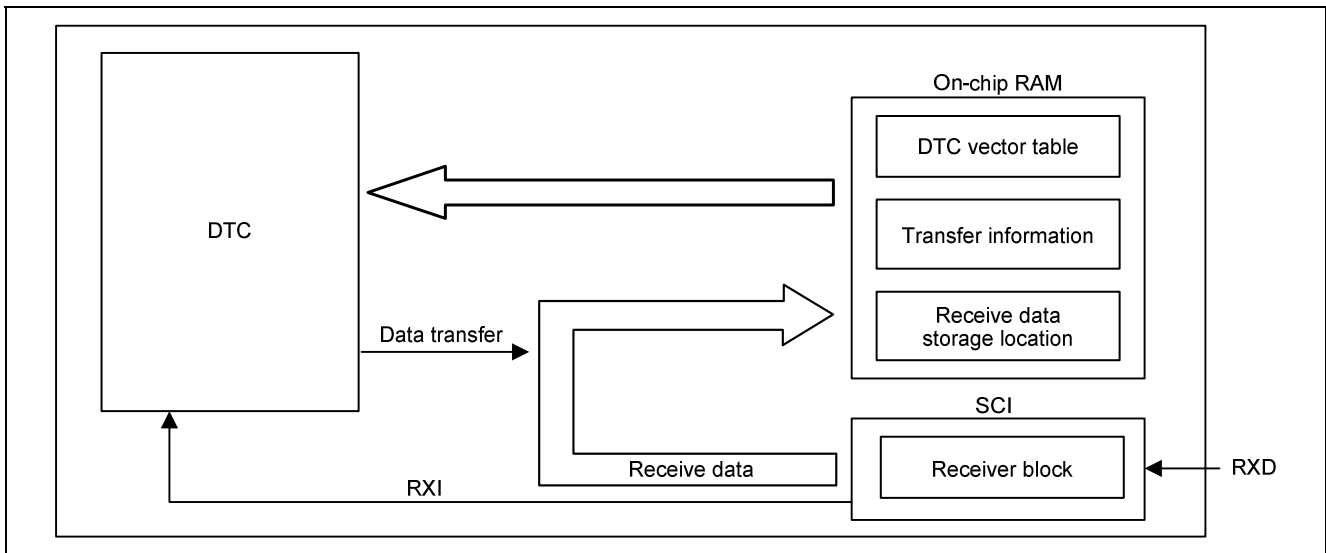 On-chip RAM
DTC vector table
DTC
Transfer information
Receive data
storage location
Data transfer
SCI
Receive data
Receiver block
RXD
RXI